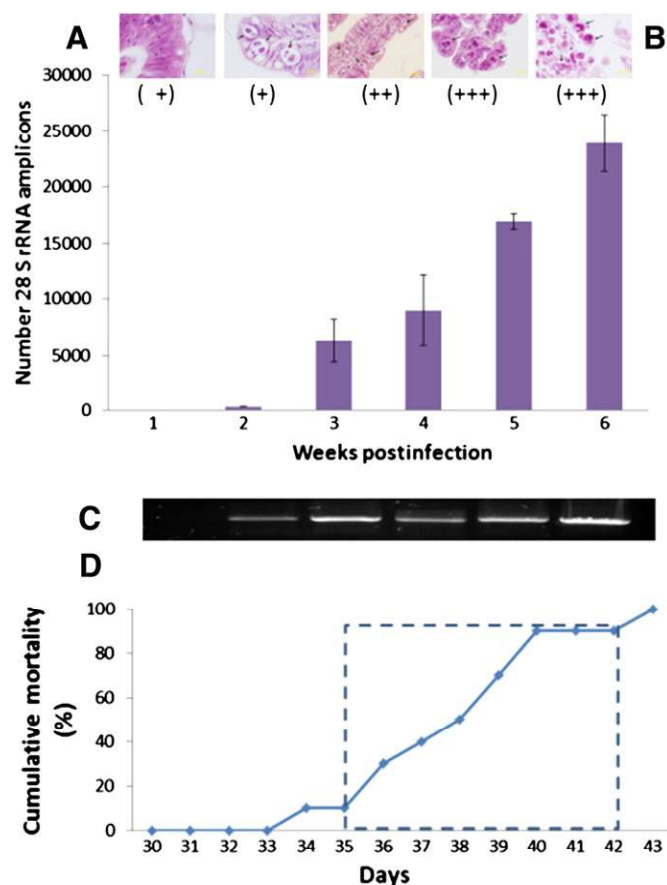 A
B
( +) (+) (++) (+++) (+++)
30000
25000
20000
15000
10000
5000
0
Number 28 S rRNA amplicons
1 2 3 4 5 6
Weeks postinfection
C
D
100
80
60
40
20
0
Cumulative mortality
(%)
30 31 32 33 34 35 36 37 38 39 40 41 42 43
Days